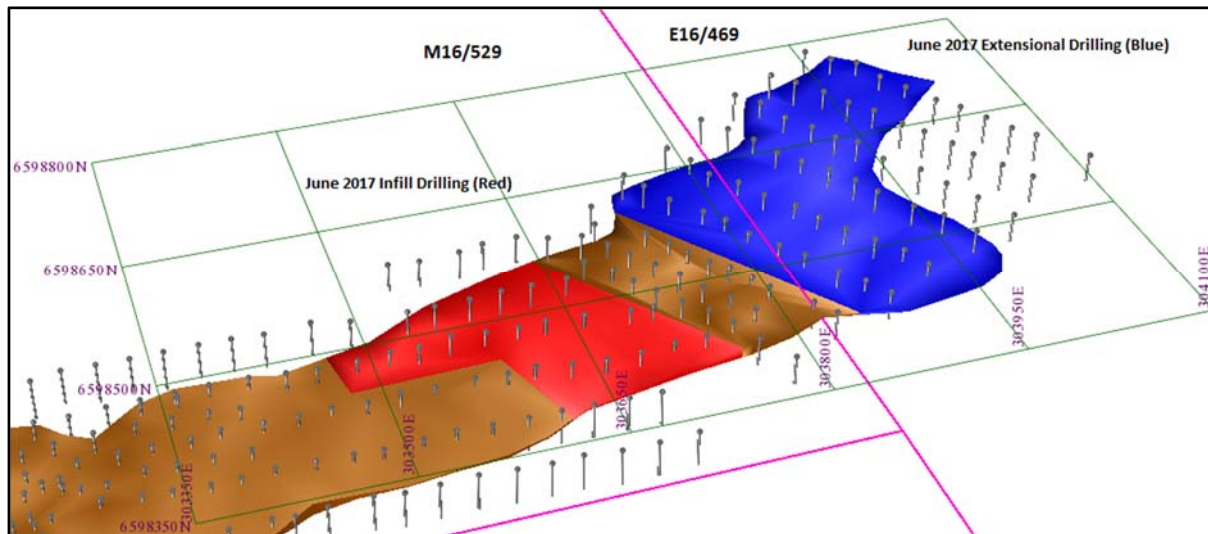 E16/469
M16/529
June 2017 Extensional Drilling (Blue)
6598800N
June 2017 Infill Drilling (Red)
6598650N
304100E
303950E
303800E
6598500N
303650E
303500E
303350E
6598350N